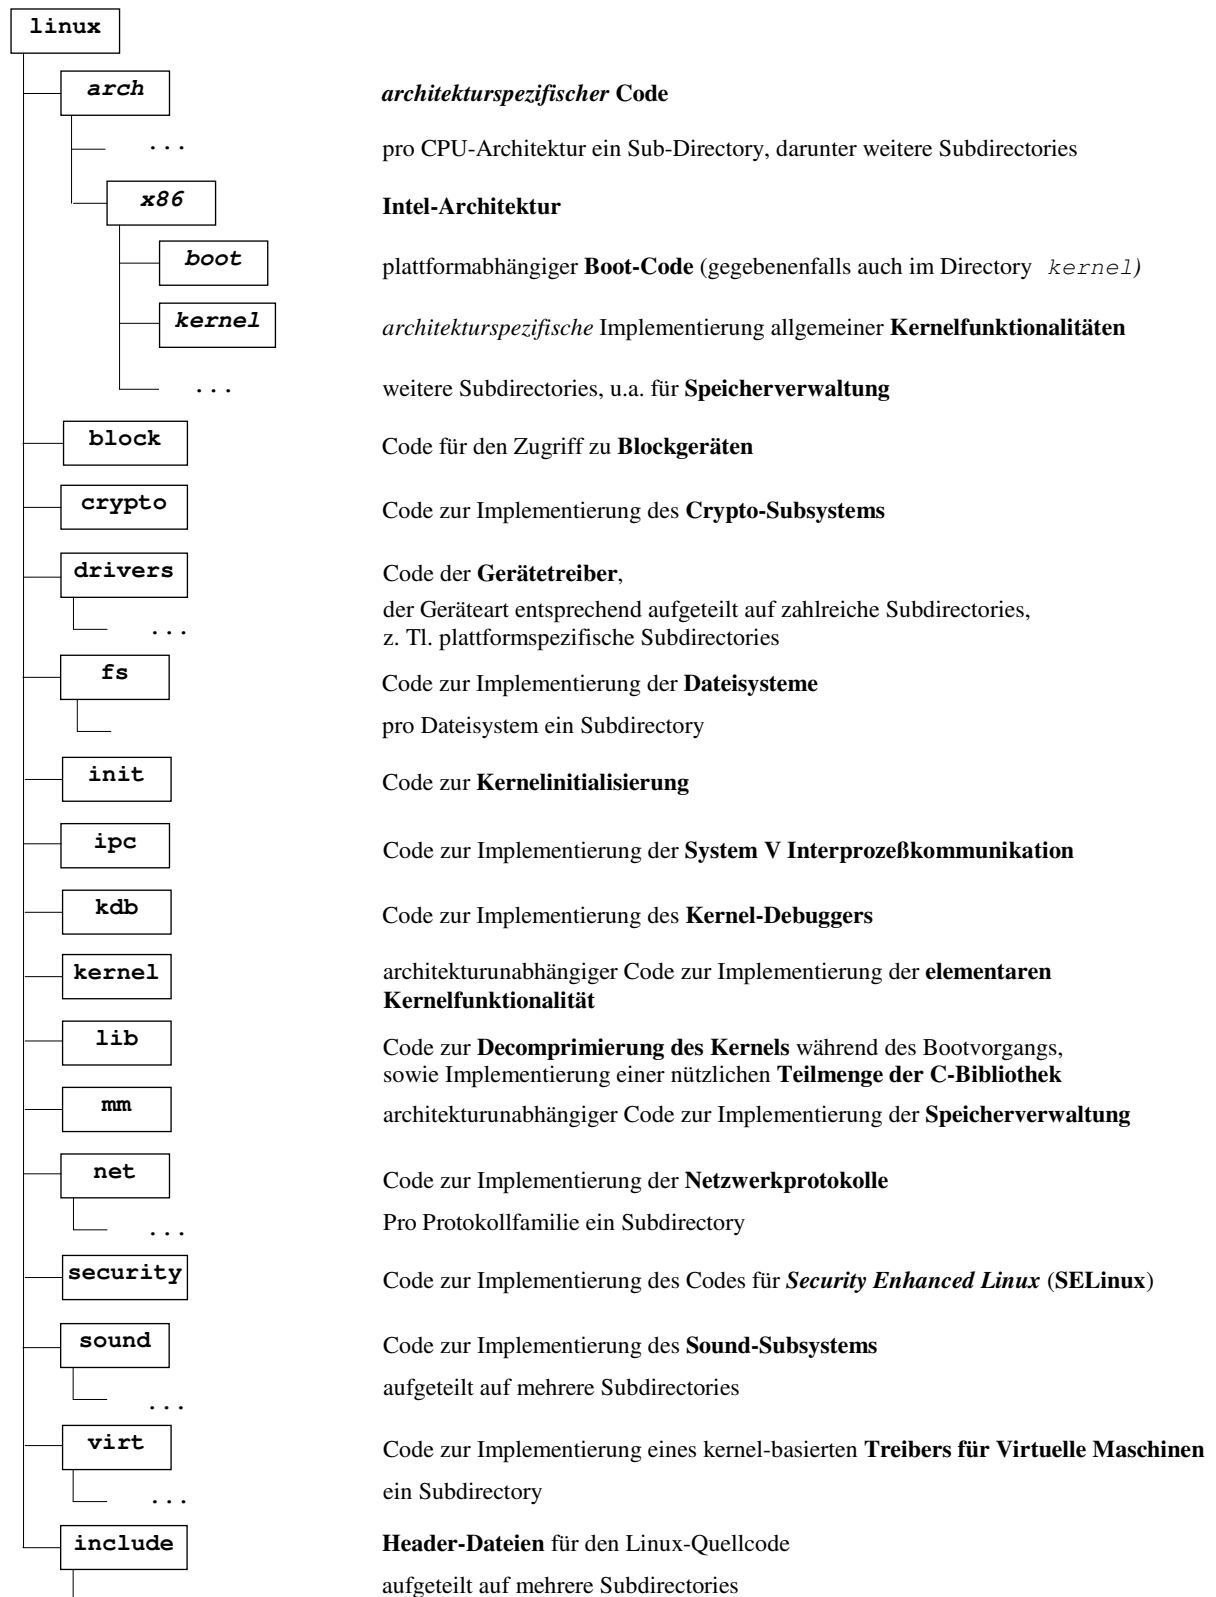 linux
arch architekturspezifischer Code
... pro CPU-Architektur ein Sub-Directory, darunter weitere Subdirectories
x86 Intel-Architektur
boot plattformabhängiger Boot-Code (gegebenenfalls auch im Directory kernel)
kernel architekturspezifische Implementierung allgemeiner Kernelfunktionalitäten
... weitere Subdirectories, u.a. für Speicherverwaltung
block Code für den Zugriff zu Blockgeräten
crypto Code zur Implementierung des Crypto-Subsystems
drivers Code der Gerätetreiber,
der Geräteart entsprechend aufgeteilt auf zahlreiche Subdirectories,
... z. Tl. plattformspezifische Subdirectories
fs Code zur Implementierung der Dateisysteme
pro Dateisystem ein Subdirectory
init Code zur Kernelinitialisierung
ipc Code zur Implementierung der System V Interprozeßkommunikation
kdb Code zur Implementierung des Kernel-Debuggers
kernel architekturunabhängiger Code zur Implementierung der elementaren
Kernelfunktionalität
lib Code zur Decomprimierung des Kernels während des Bootvorgangs,
sowie Implementierung einer nützlichen Teilmenge der C-Bibliothek
mm architekturunabhängiger Code zur Implementierung der Speicherverwaltung
net Code zur Implementierung der Netzwerkprotokolle
... Pro Protokollfamilie ein Subdirectory
security Code zur Implementierung des Codes für Security Enhanced Linux (SELinux)
sound Code zur Implementierung des Sound-Subsystems
... aufgeteilt auf mehrere Subdirectories
virt Code zur Implementierung eines kernel-basierten Treibers für Virtuelle Maschinen
... ein Subdirectory
include Header-Dateien für den Linux-Quellcode
aufgeteilt auf mehrere Subdirectories